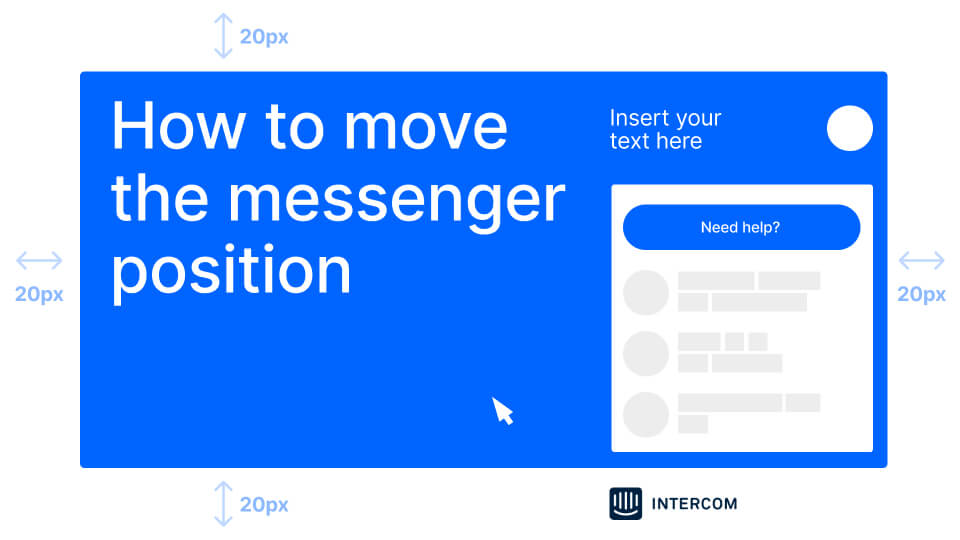 20px
How to move
the messenger
position
Insert your
text here
Need help?
20px
20px
20px
INTERCOM